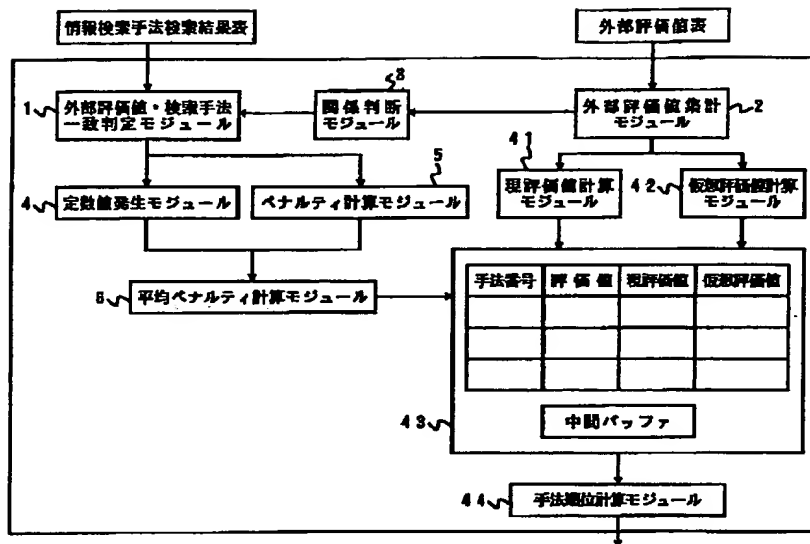 情報検索手法検索結果表
外部評価値表
1
外部評価値・検索手法
一致判定モジュール
3
関係判断
モジュール
外部評価値集計
モジュール
2
4
定数値発生モジュール
5
ペナルティ計算モジュール
41
現評価値計算
モジュール
42
仮想評価値計算
モジュール
6
平均ペナルティ計算モジュール
手法番号 評価値 現評価値 仮想評価値
43
中間バッファ
44
手法順位計算モジュール